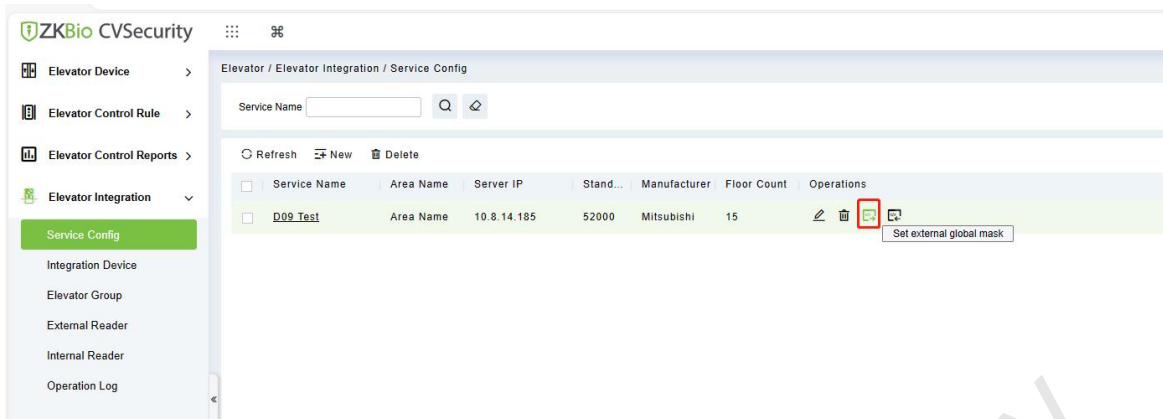 ZKBio CVSecurity
Elevator Device
Elevator Control Rule
Elevator Control Reports
Elevator Integration
Service Config
Integration Device
Elevator Group
External Reader
Internal Reader
Operation Log
Elevator / Elevator Integration / Service Config
Service Name
Refresh New Delete
Service Name Area Name Server IP Stand... Manufacturer Floor Count Operations
D09 Test Area Name 10.8.14.185 52000 Mitsubishi 15
Set external global mask